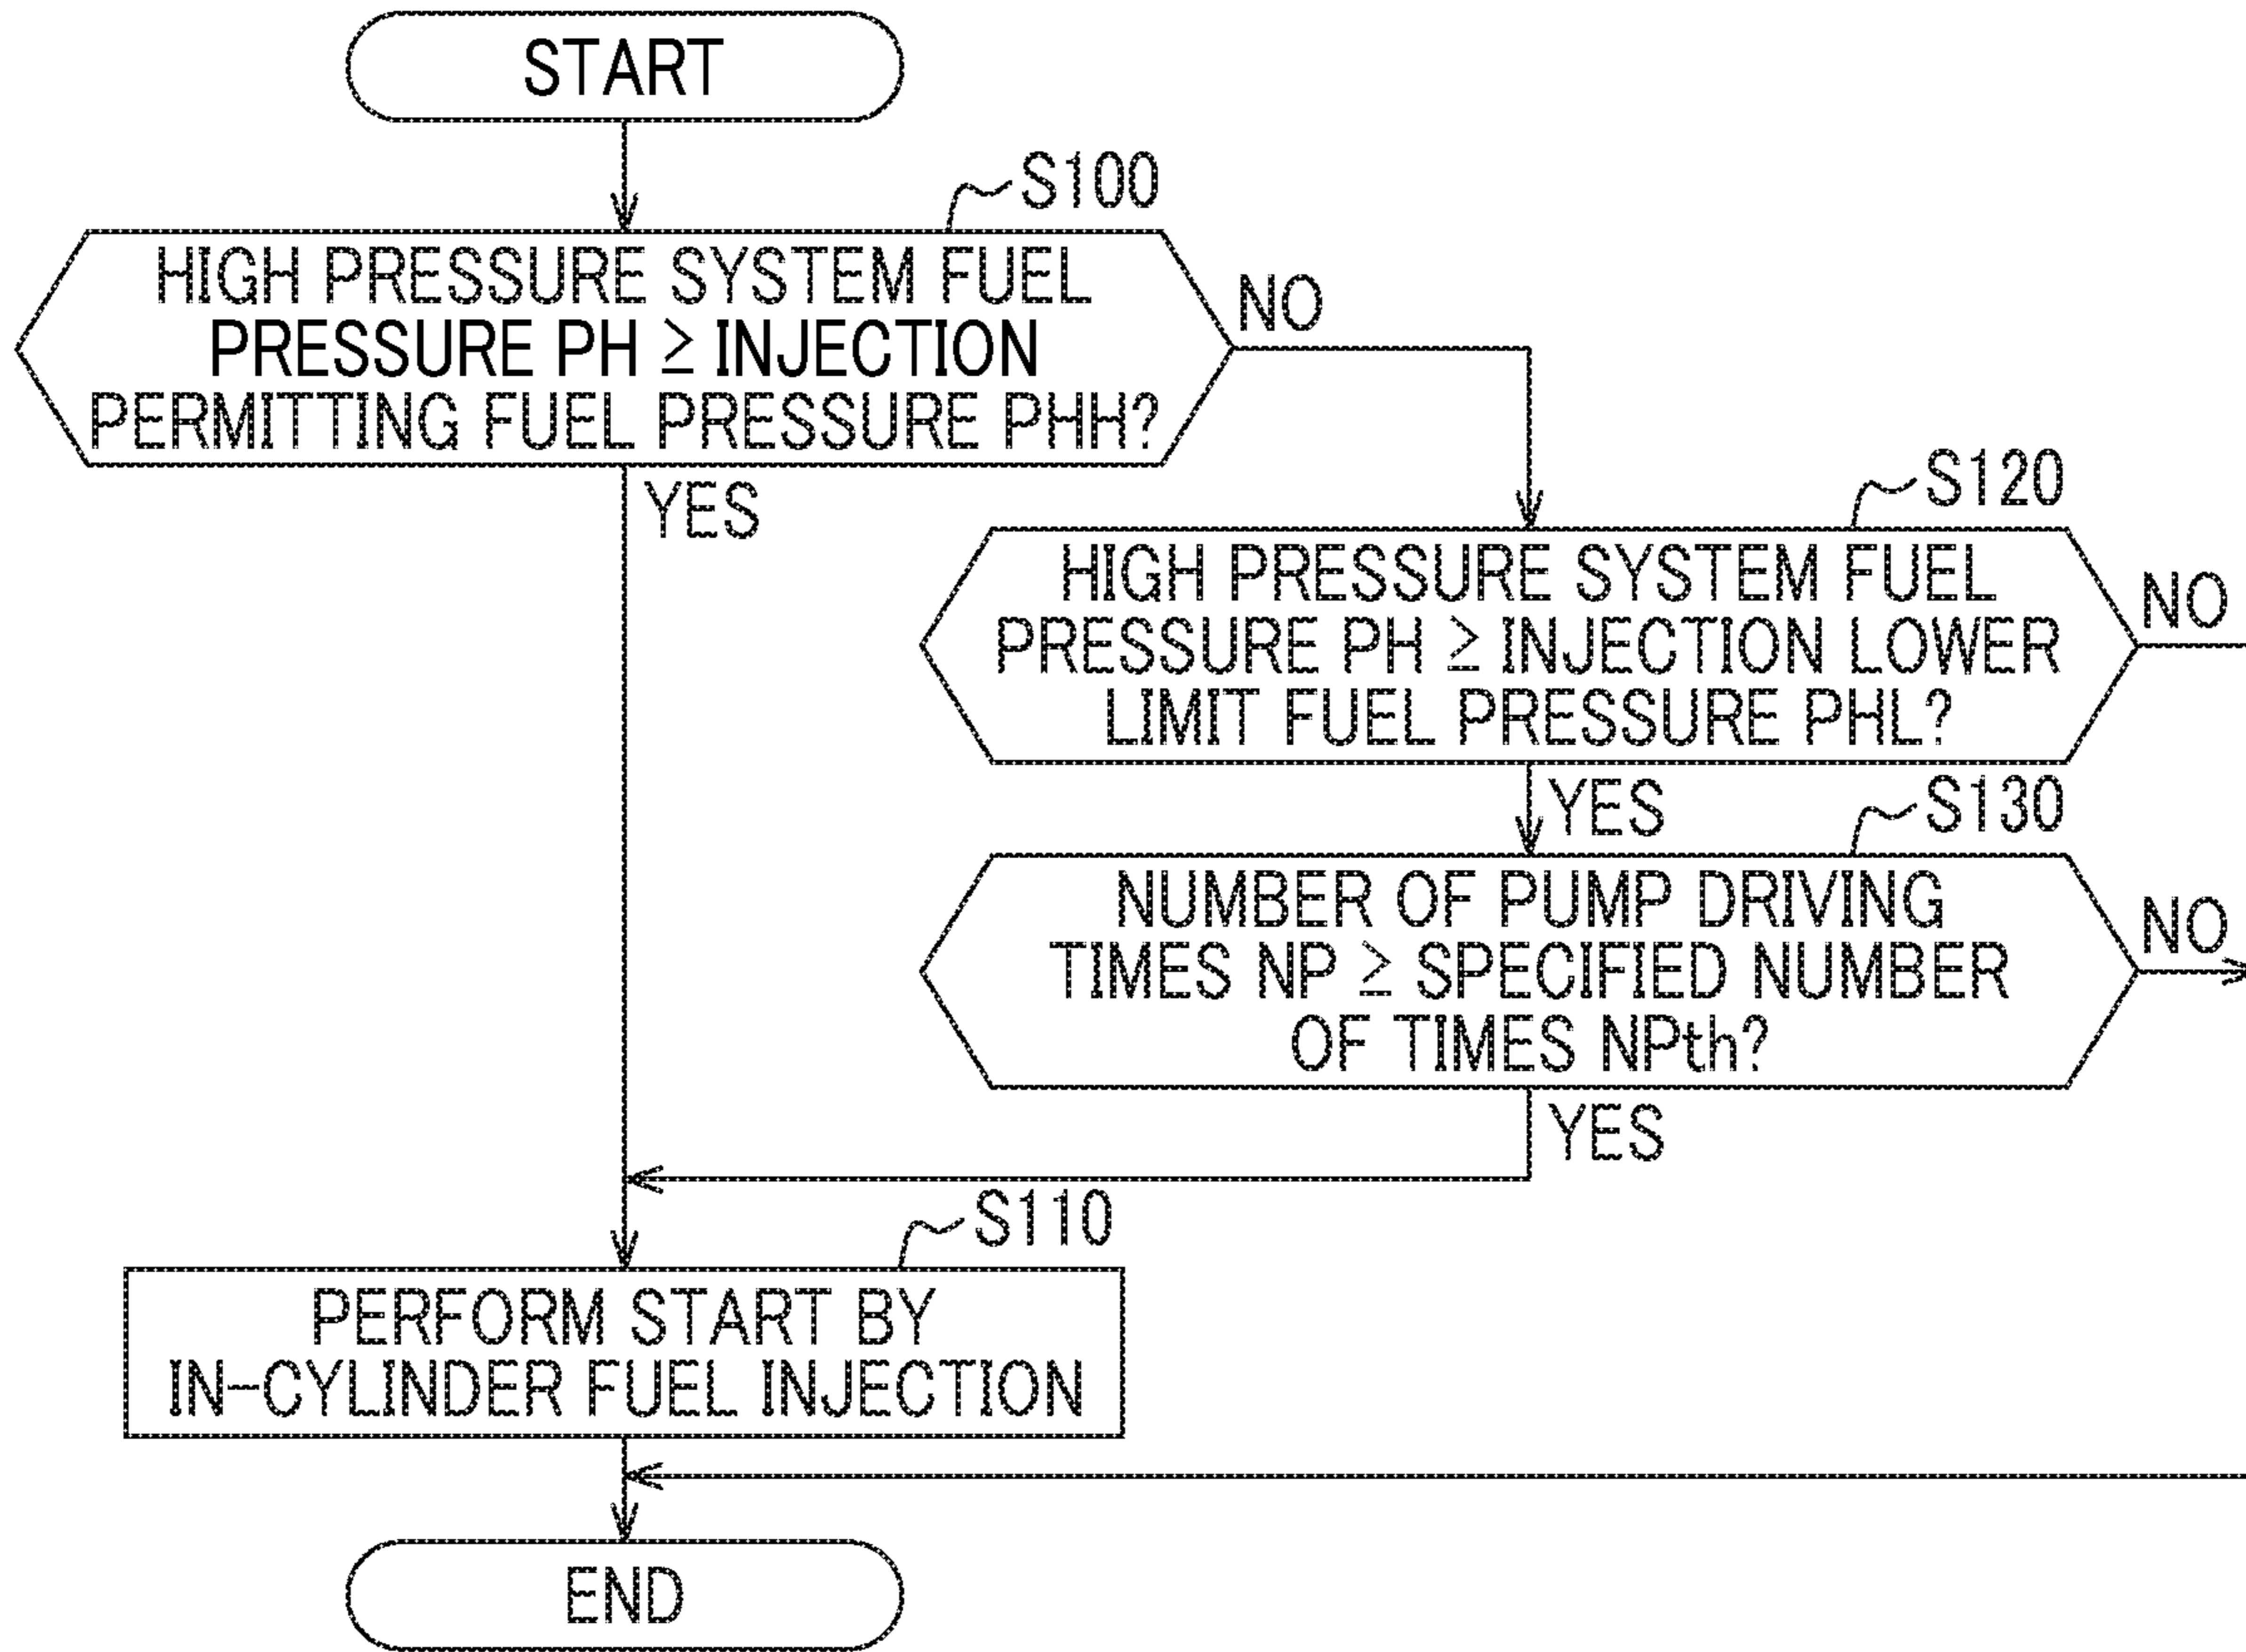 START
S100
HIGH PRESSURE SYSTEM FUEL
PRESSURE PH ≥ INJECTION
PERMITTING FUEL PRESSURE PHH?
NO
YES
S120
HIGH PRESSURE SYSTEM FUEL
PRESSURE PH ≥ INJECTION LOWER
LIMIT FUEL PRESSURE PHL?
NO
YES
S130
NUMBER OF PUMP DRIVING
TIMES NP ≥ SPECIFIED NUMBER
OF TIMES NPth?
NO
YES
S110
PERFORM START BY
IN-CYLINDER FUEL INJECTION
END